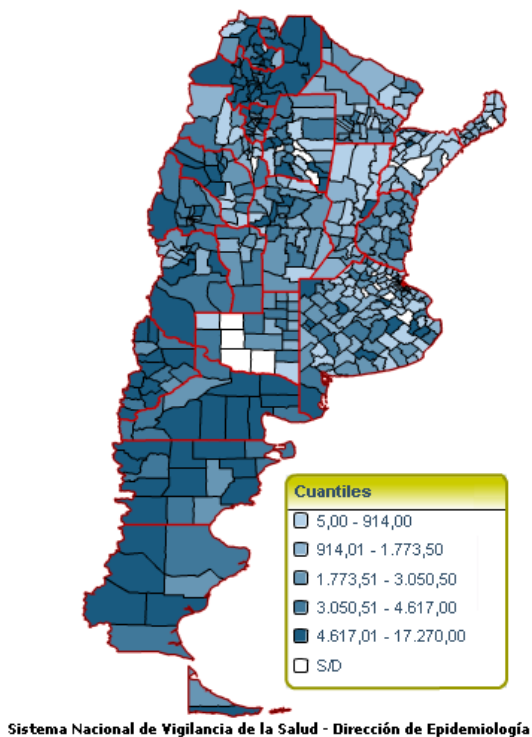 Cuantiles
5,00 - 914,00
914,01 - 1.773,50
1.773,51 - 3.050,50
3.050,51 - 4.617,00
4.617,01 - 17.270,00
S/D
Sistema Nacional de Vigilancia de la Salud - Dirección de Epidemiología